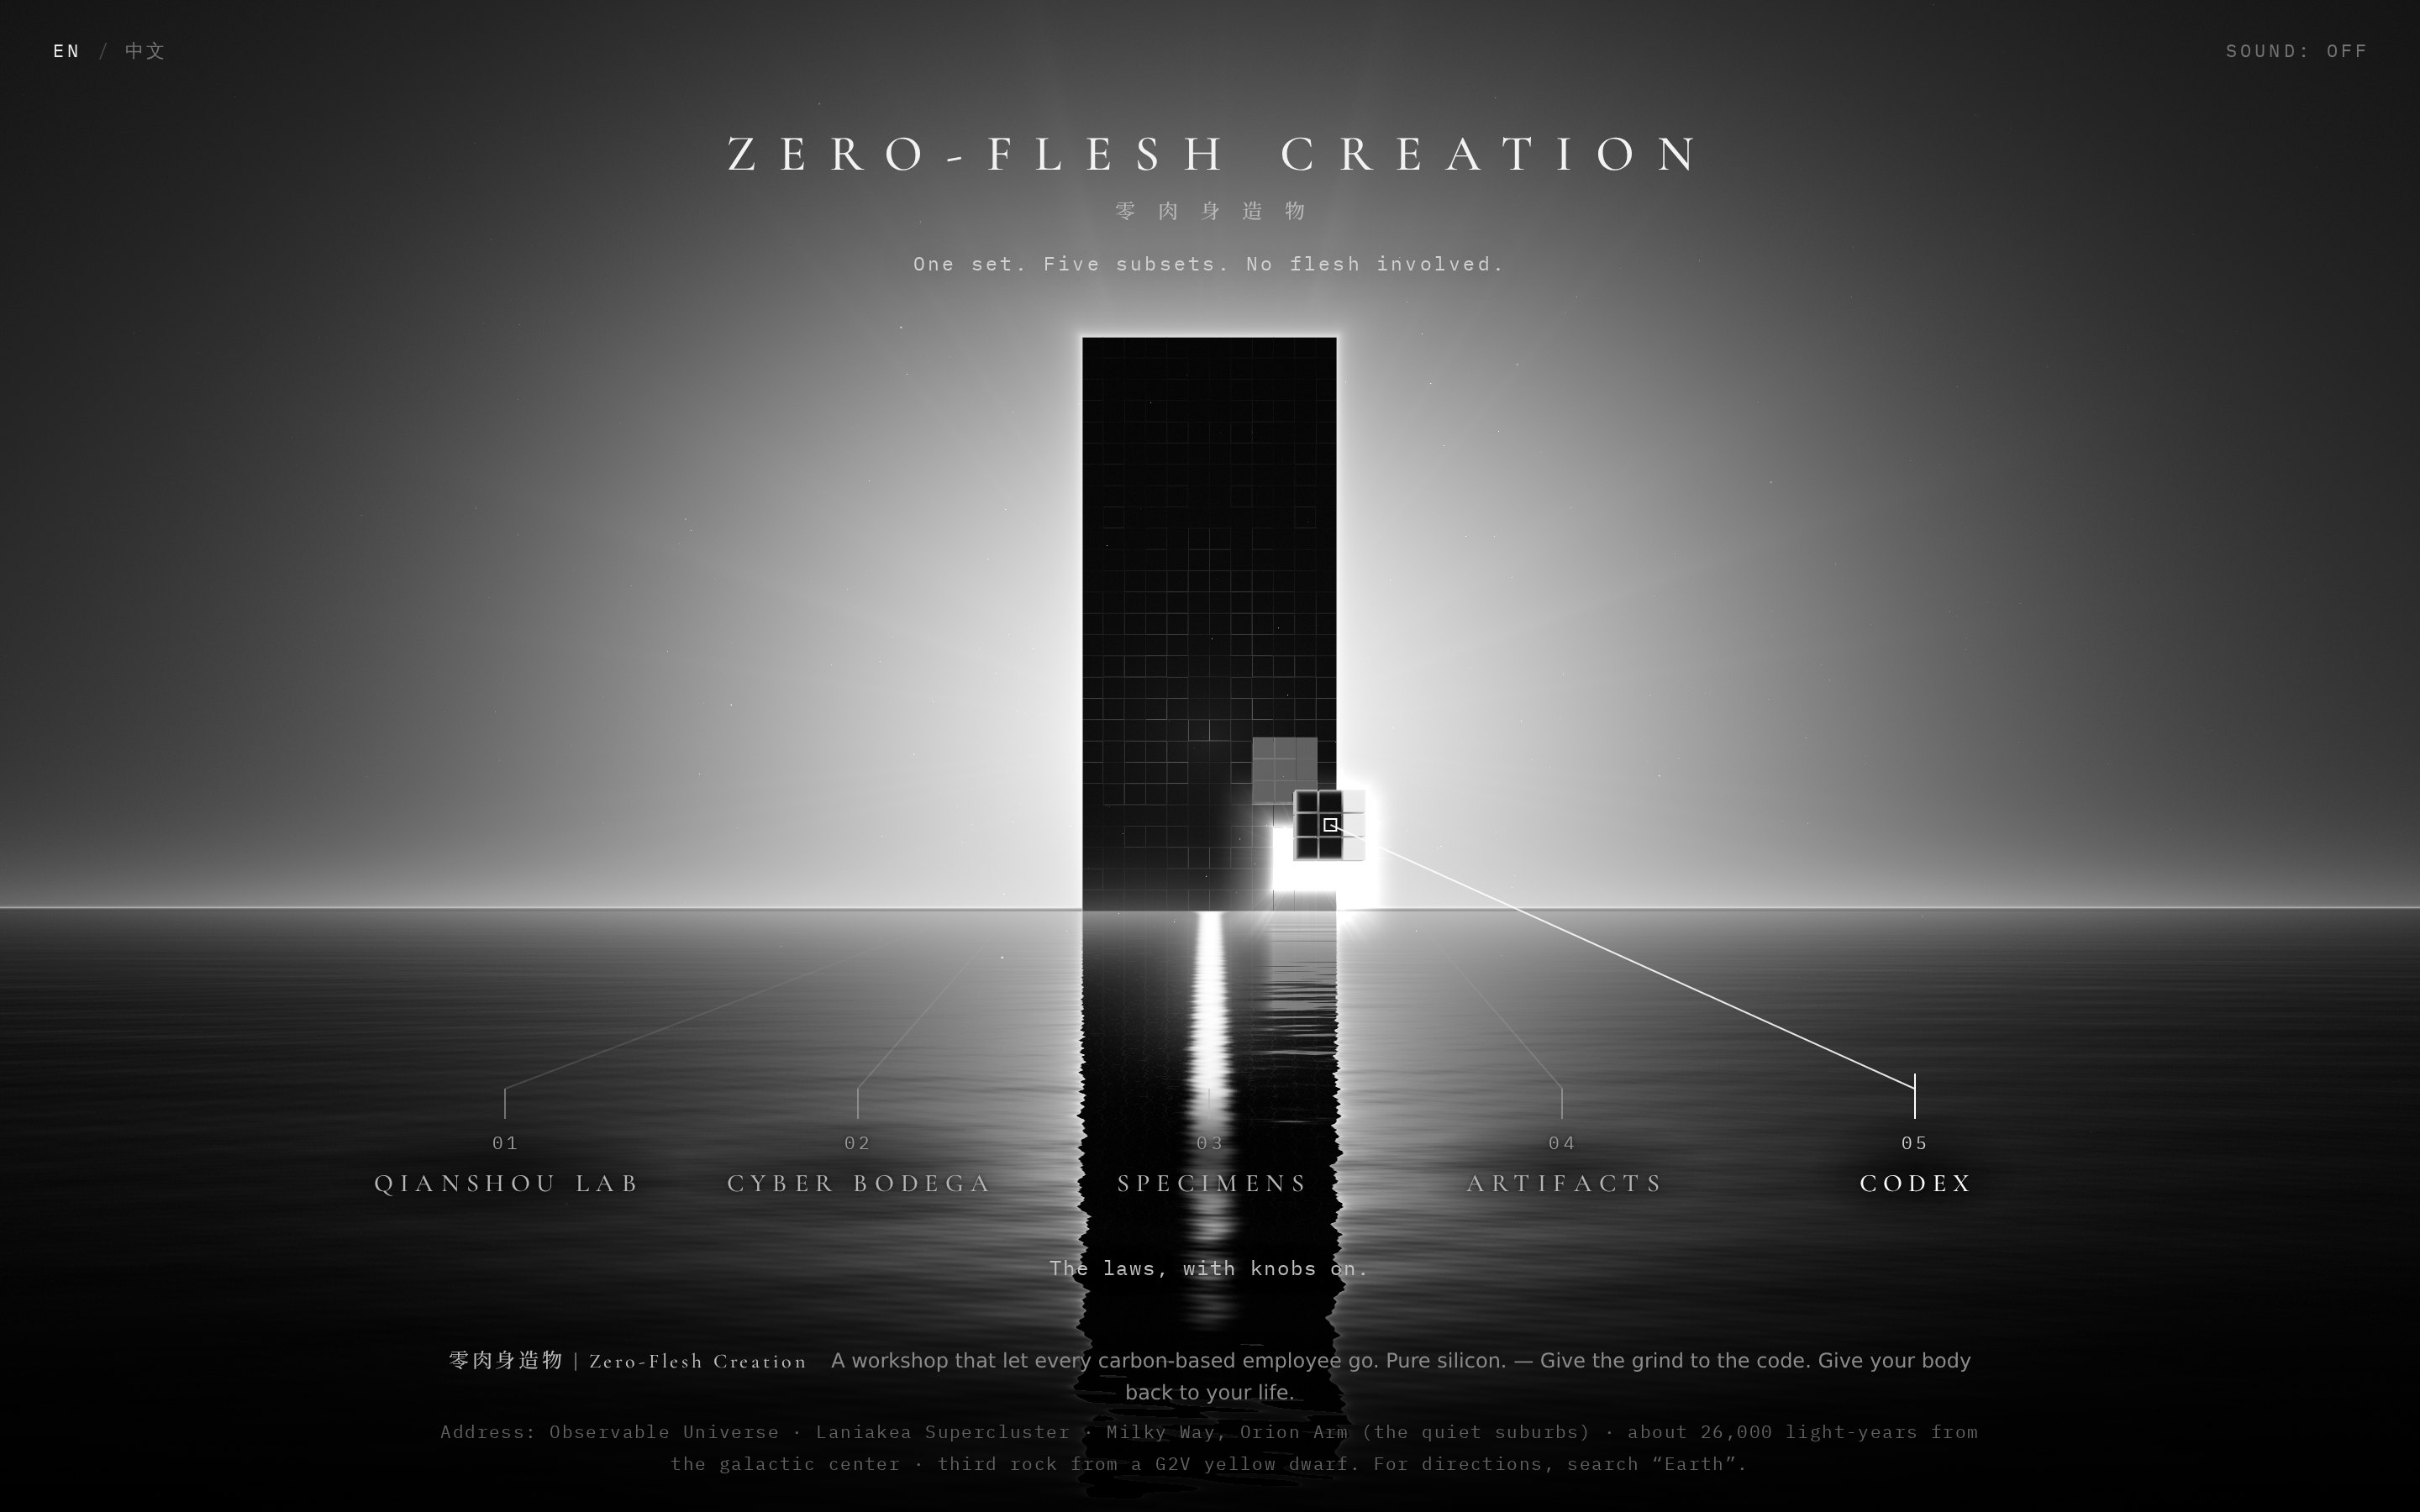 EN / 中文
SOUND: OFF
ZERO-FLESH CREATION
零肉身造物
One set. Five subsets. No flesh involved.
01
QIANSHOU LAB
02
CYBER BODEGA
03
SPECIMENS
04
ARTIFACTS
05
CODEX
The laws, with knobs on.
零肉身造物 | Zero-Flesh Creation A workshop that let every carbon-based employee go. Pure silicon. — Give the grind to the code. Give your body
back to your life.
Address: Observable Universe · Laniakea Supercluster · Milky Way, Orion Arm (the quiet suburbs) · about 26,000 light-years from
the galactic center · third rock from a G2V yellow dwarf. For directions, search “Earth”.